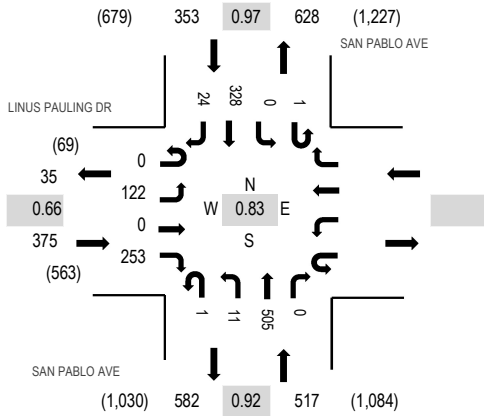 (679) 353 0.97 628 (1,227)
SAN PABLO AVE
24 328 0 1
LINUS PAULING DR
(69)
0
35
122
N
0.66
W 0.83 E
0
375
S
253
(563)
1 11 505 0
SAN PABLO AVE
(1,030) 582 0.92 517 (1,084)